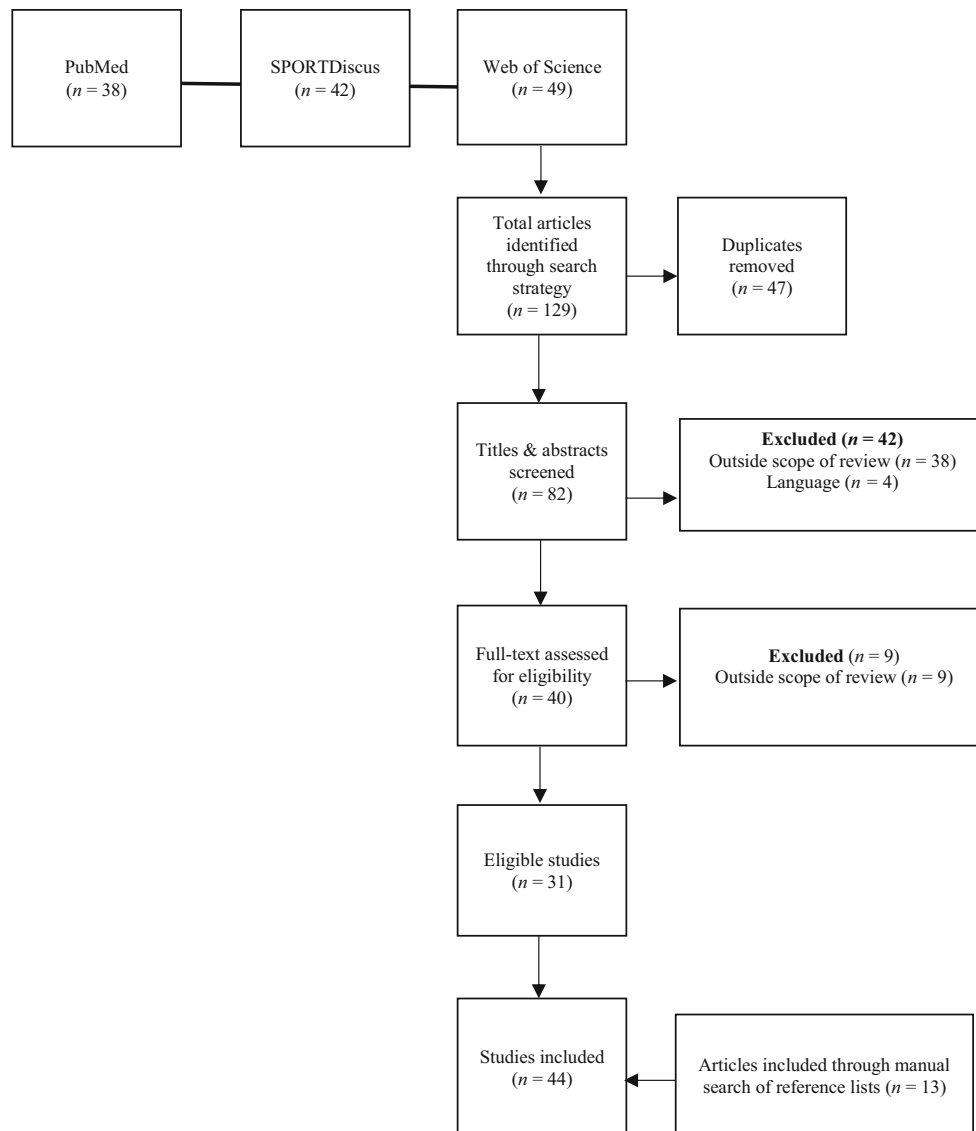 PubMed
(n = 38)
SPORTDiscus
(n = 42)
Web of Science
(n = 49)
Total articles
identified
through search
strategy
(n = 129)
Duplicates
removed
(n = 47)
Titles & abstracts
screened
(n = 82)
Excluded (n = 42)
Outside scope of review (n = 38)
Language (n = 4)
Full-text assessed
for eligibility
(n = 40)
Excluded (n = 9)
Outside scope of review (n = 9)
Eligible studies
(n = 31)
Studies included
(n = 44)
Articles included through manual
search of reference lists (n = 13)